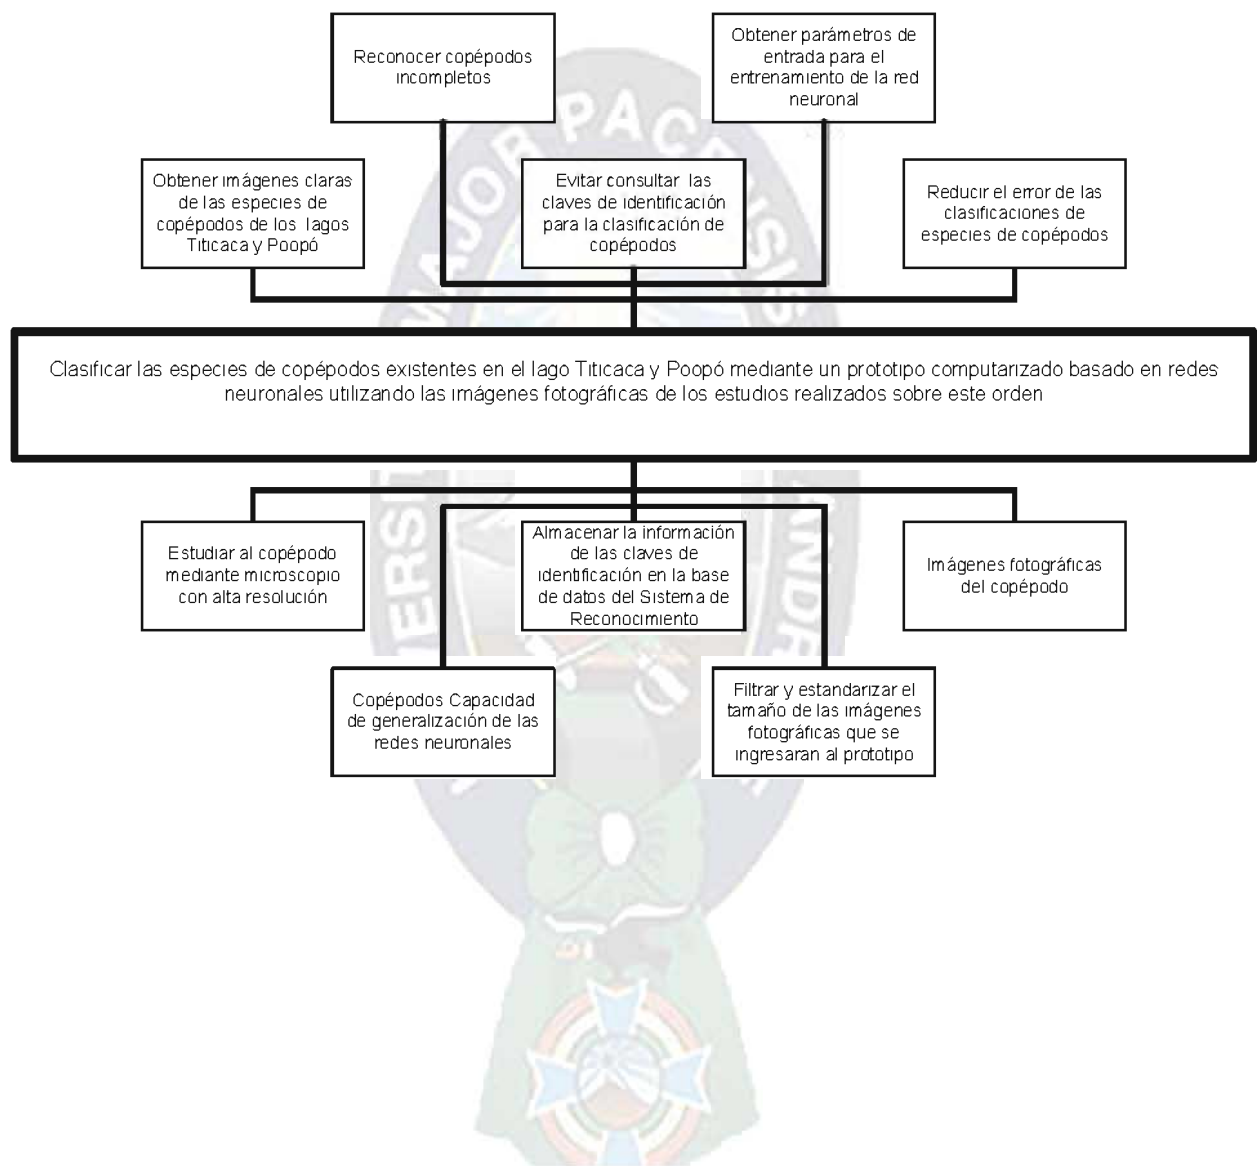 Reconocer copépodos
incompletos
Obtener parámetros de
entrada para el
entrenamiento de la red
neuronal
Obtener imágenes claras
de las especies de
copépodos de los lagos
Titicaca y Poopó
Evitar consultar las
claves de identificación
para la clasificación de
copépodos
Reducir el error de las
clasificaciones de
especies de copépodos
Clasificar las especies de copépodos existentes en el lago Titicaca y Poopó mediante un prototipo computarizado basado en redes
neuronales utilizando las imágenes fotográficas de los estudios realizados sobre este orden
Estudiar al copépodo
mediante microscopio
con alta resolución
Almacenar la información
de las claves de
identificación en la base
de datos del Sistema de
Reconocimiento
Imágenes fotográficas
del copépodo
Copépodos Capacidad
de generalización de las
redes neuronales
Filtrar y estandarizar el
tamaño de las imágenes
fotográficas que se
ingresaran al prototipo
MAJOR PACENSIS